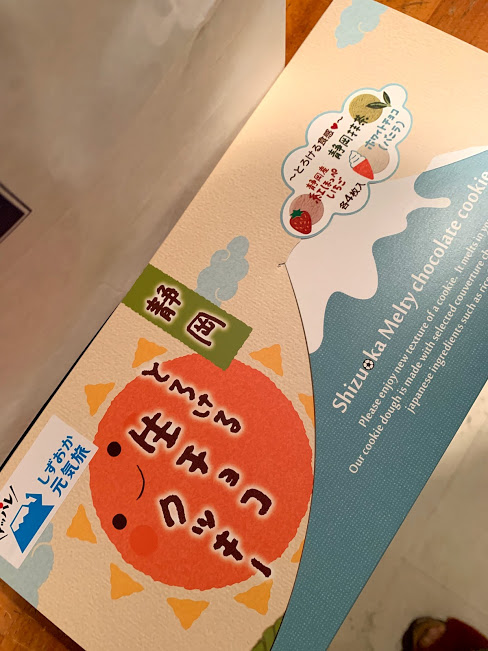 ～とろける食感♥～
静岡抹茶
ホワイトチョコ
（バニラ）
静岡産
紅ほっぺ
いちご
各4枚入
静岡
とろける
生チョコ
クッキー
しずおか
元気旅
Shizuoka Melty chocolate cookie
Please enjoy new texture of a cookie. It melts in yo
Our cookie dough is made with selected couverture ch
japanese ingredients such as ric